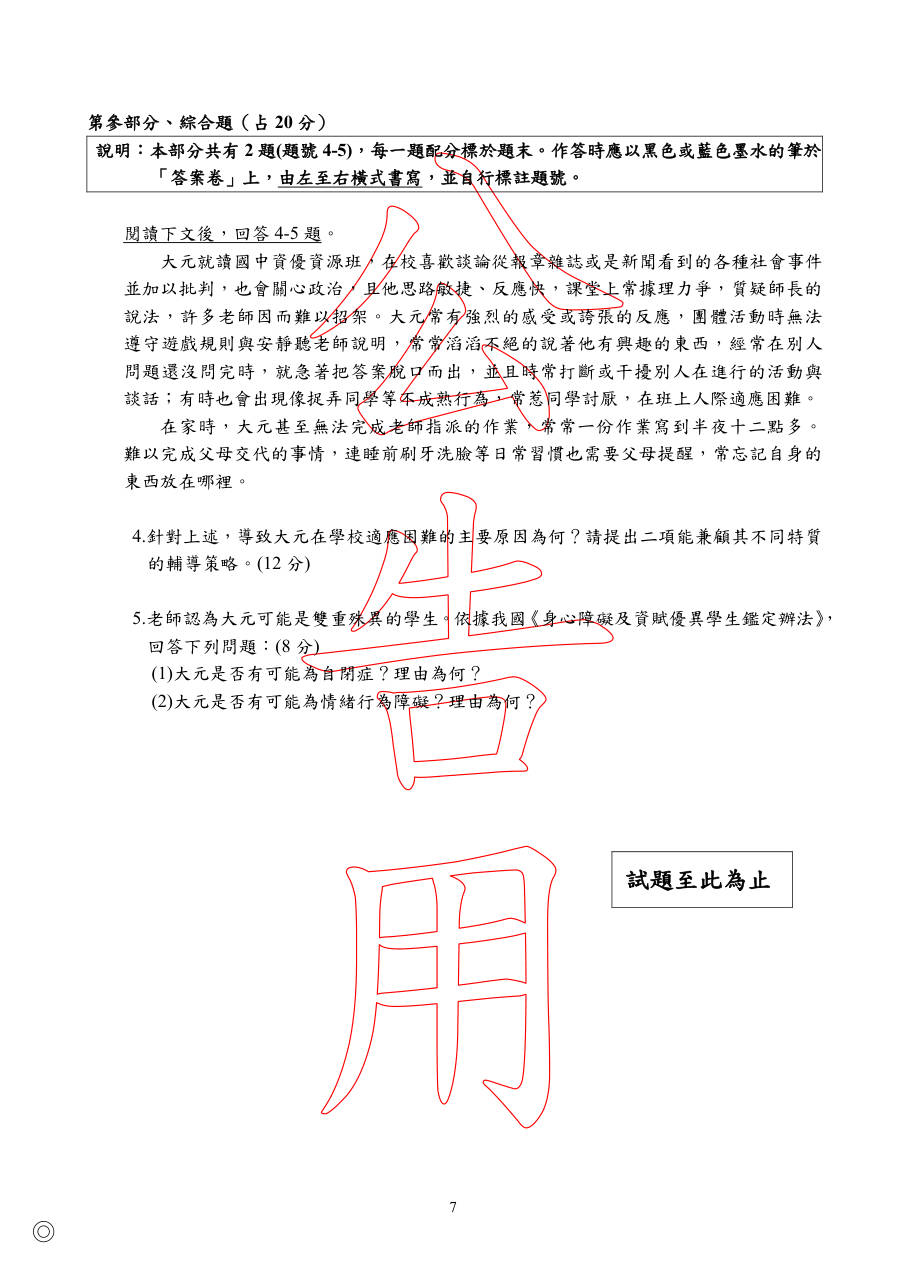 第參部分、綜合題（占 20 分）
說明：本部分共有 2 題(題號 4-5)，每一題配分標於題末。作答時應以黑色或藍色墨水的筆於
「答案卷」上，由左至右橫式書寫，並自行標註題號。
閱讀下文後，回答 4-5 題。
大元就讀國中資優資源班，在校喜歡談論從報章雜誌或是新聞看到的各種社會事件
並加以批判，也會關心政治，且他思路敏捷、反應快，課堂上常據理力爭，質疑師長的
說法，許多老師因而難以招架。大元常有強烈的感受或誇張的反應，團體活動時無法
遵守遊戲規則與安靜聽老師說明，常常滔滔不絕的說著他有興趣的東西，經常在別人
問題還沒問完時，就急著把答案脫口而出，並且時常打斷或干擾別人在進行的活動與
談話；有時也會出現像捉弄同學等不成熟行為，常惹同學討厭，在班上人際適應困難。
在家時，大元甚至無法完成老師指派的作業，常常一份作業寫到半夜十二點多。
難以完成父母交代的事情，連睡前刷牙洗臉等日常習慣也需要父母提醒，常忘記自身的
東西放在哪裡。
4.針對上述，導致大元在學校適應困難的主要原因為何？請提出二項能兼顧其不同特質
的輔導策略。(12 分)
5.老師認為大元可能是雙重殊異的學生。依據我國《身心障礙及資賦優異學生鑑定辦法》，
回答下列問題：(8 分)
(1)大元是否有可能為自閉症？理由為何？
(2)大元是否有可能為情緒行為障礙？理由為何？
公告用
試題至此為止
7